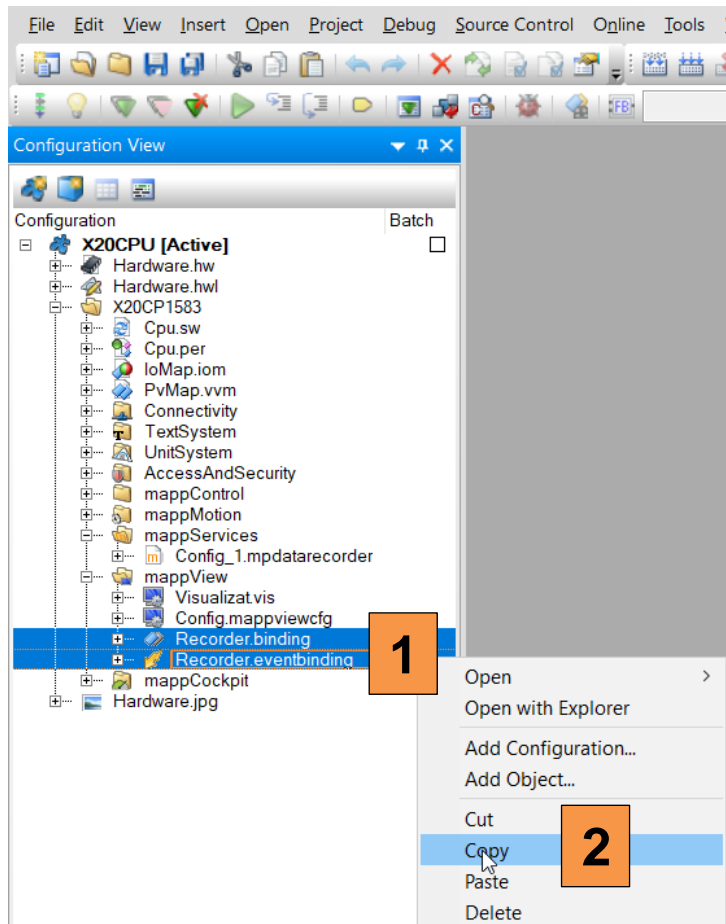 File Edit View Insert Open Project Debug Source Control Online Tools
FB
Configuration View
Configuration Batch
X20CPU [Active]
Hardware.hw
Hardware.hwl
X20CP1583
Cpu.sw
Cpu.per
IoMap.iom
PvMap.vvm
Connectivity
TextSystem
UnitSystem
AccessAndSecurity
mappControl
mappMotion
mappServices
Config_1.mpdatarecorder
mappView
Visualizat.vis
Config.mappviewcfg
Recorder.binding
Recorder.eventbinding
mappCockpit
Hardware.jpg
1
Open
Open with Explorer
Add Configuration...
Add Object...
Cut
Copy
Paste
Delete
2